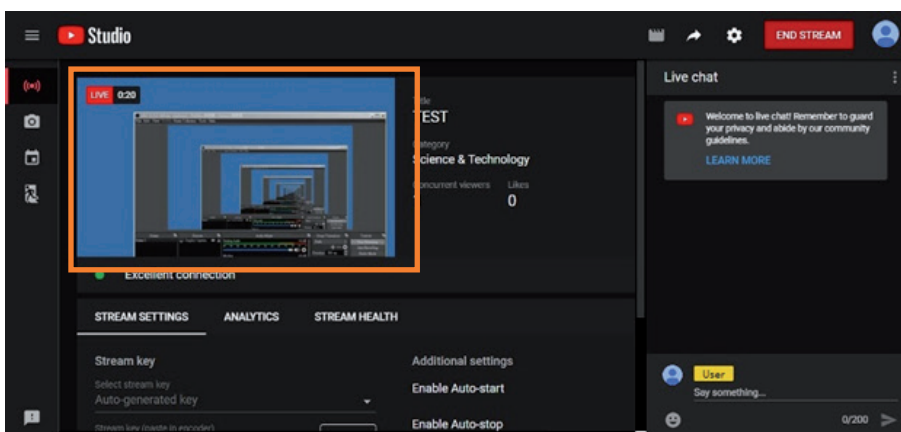 Studio
END STREAM
LIVE 0:20
Title
TEST
Category
Science & Technology
Concurrent viewers Likes
0
Excellent connection
STREAM SETTINGS ANALYTICS STREAM HEALTH
Stream key
Select stream key
Auto-generated key
Stream key (paste in encoder)
Additional settings
Enable Auto-start
Enable Auto-stop
Live chat
Welcome to live chat! Remember to guard
your privacy and abide by our community
guidelines.
LEARN MORE
User
Say something...
0/200